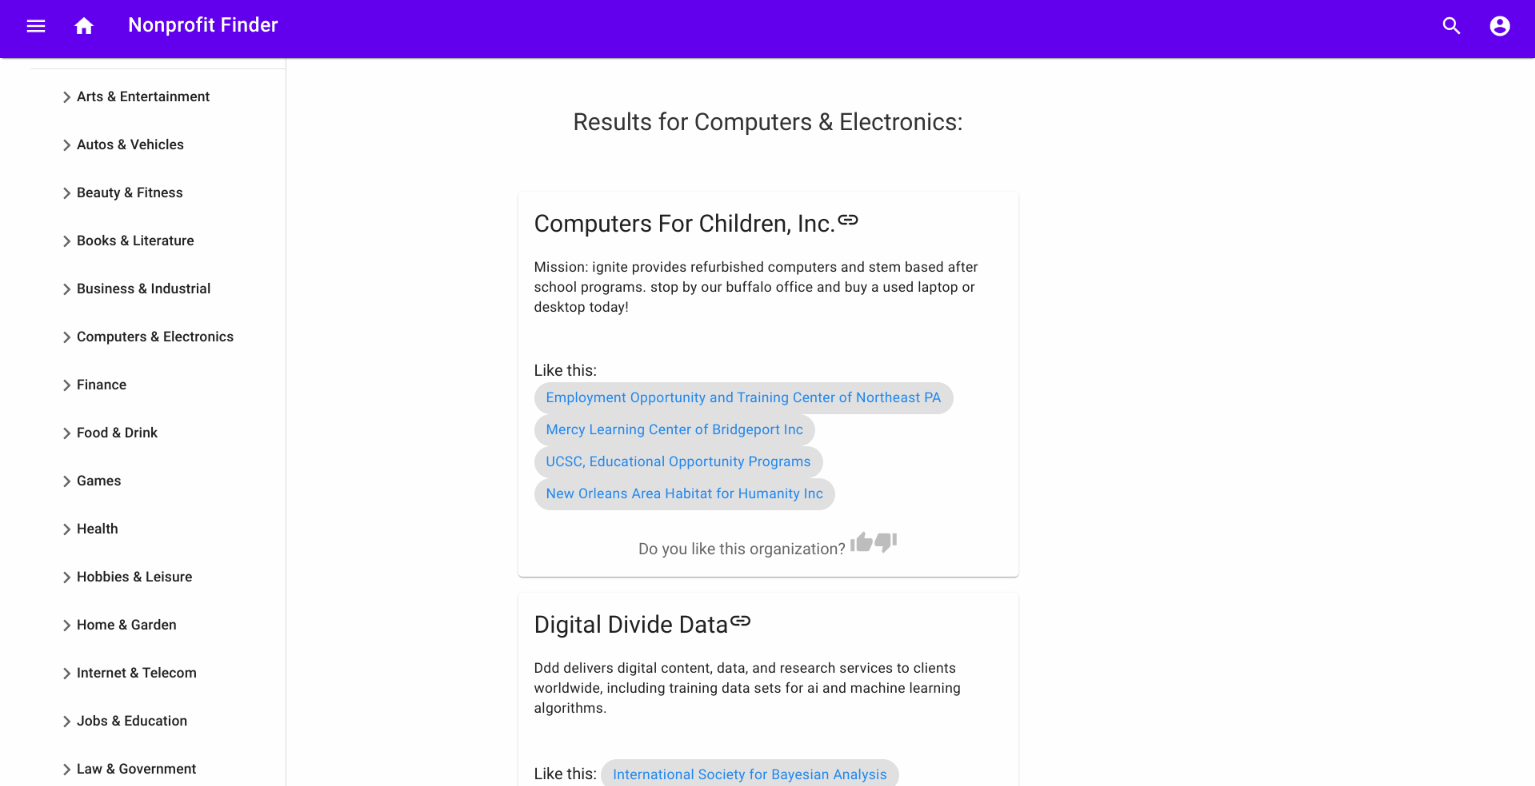 Nonprofit Finder
Arts & Entertainment
Autos & Vehicles
Beauty & Fitness
Books & Literature
Business & Industrial
Computers & Electronics
Finance
Food & Drink
Games
Health
Hobbies & Leisure
Home & Garden
Internet & Telecom
Jobs & Education
Law & Government
Results for Computers & Electronics:
Computers For Children, Inc.
Mission: ignite provides refurbished computers and stem based after
school programs. stop by our buffalo office and buy a used laptop or
desktop today!
Like this:
Employment Opportunity and Training Center of Northeast PA
Mercy Learning Center of Bridgeport Inc
UCSC, Educational Opportunity Programs
New Orleans Area Habitat for Humanity Inc
Do you like this organization?
Digital Divide Data
Ddd delivers digital content, data, and research services to clients
worldwide, including training data sets for ai and machine learning
algorithms.
Like this: International Society for Bayesian Analysis